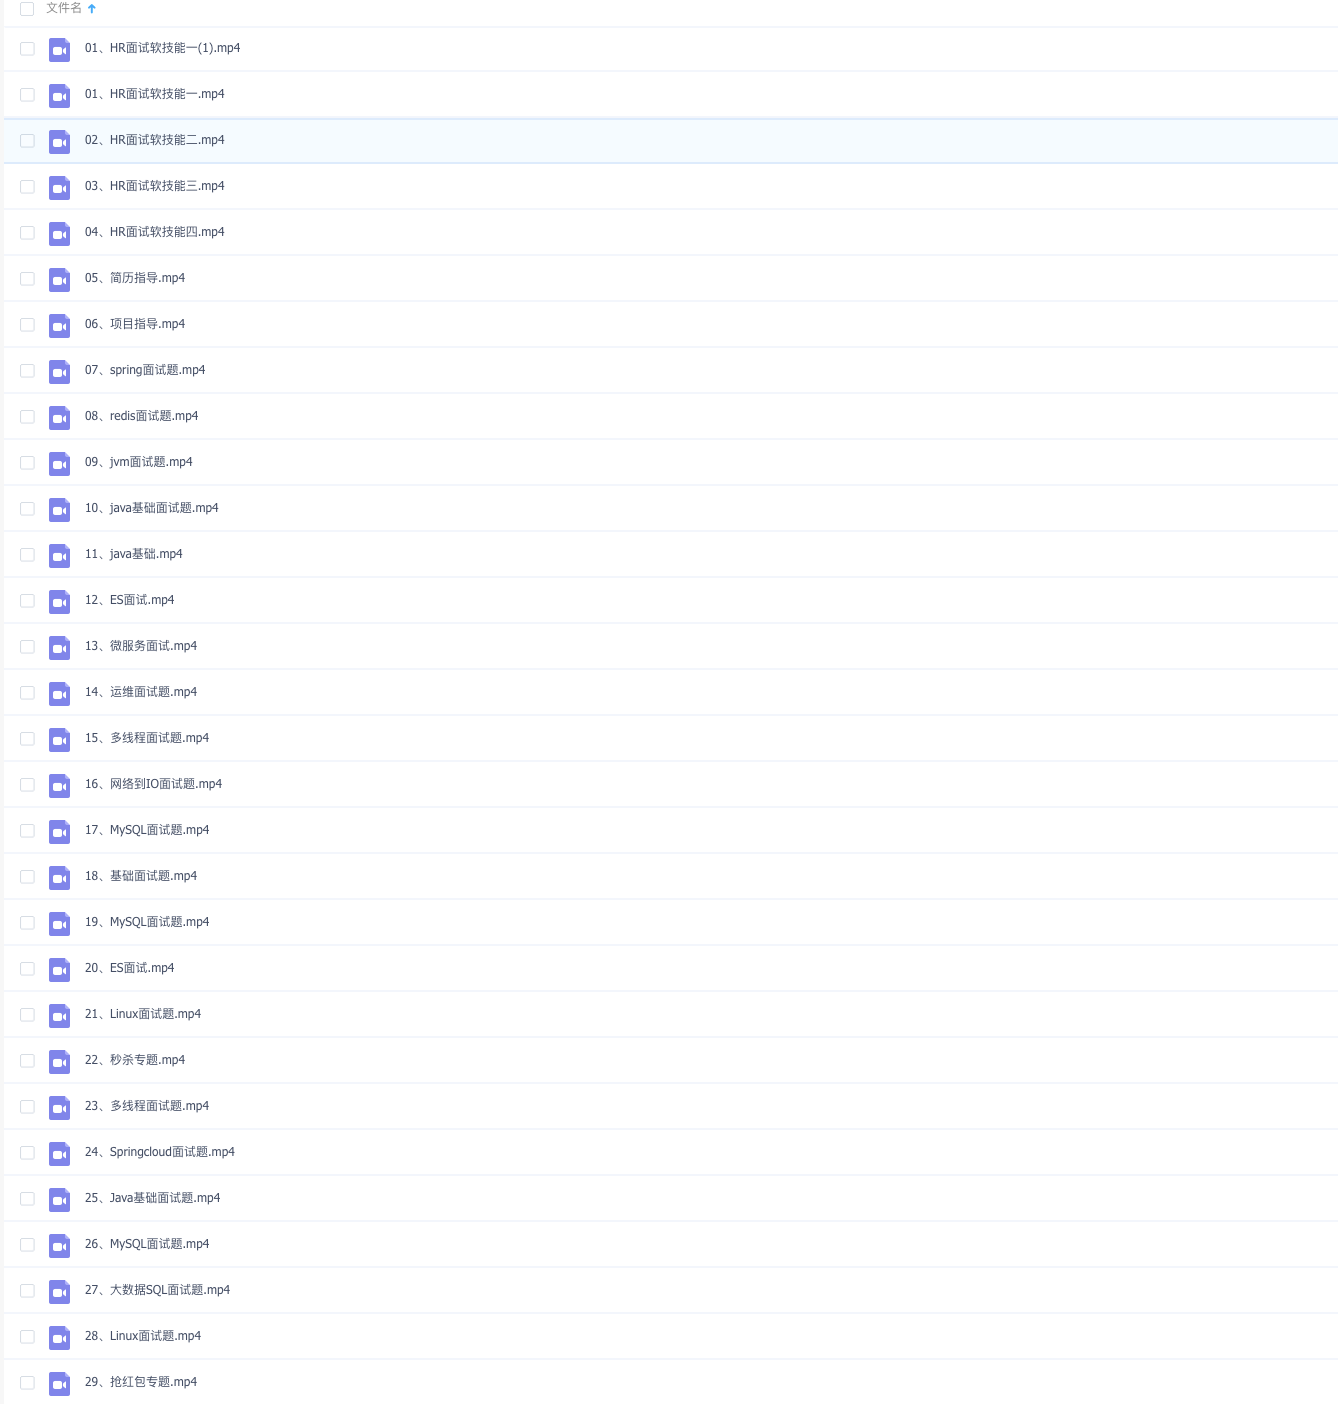 文件名
01、HR面试软技能一(1).mp4
01、HR面试软技能一.mp4
02、HR面试软技能二.mp4
03、HR面试软技能三.mp4
04、HR面试软技能四.mp4
05、简历指导.mp4
06、项目指导.mp4
07、spring面试题.mp4
08、redis面试题.mp4
09、jvm面试题.mp4
10、java基础面试题.mp4
11、java基础.mp4
12、ES面试.mp4
13、微服务面试.mp4
14、运维面试题.mp4
15、多线程面试题.mp4
16、网络到IO面试题.mp4
17、MySQL面试题.mp4
18、基础面试题.mp4
19、MySQL面试题.mp4
20、ES面试.mp4
21、Linux面试题.mp4
22、秒杀专题.mp4
23、多线程面试题.mp4
24、Springcloud面试题.mp4
25、Java基础面试题.mp4
26、MySQL面试题.mp4
27、大数据SQL面试题.mp4
28、Linux面试题.mp4
29、抢红包专题.mp4